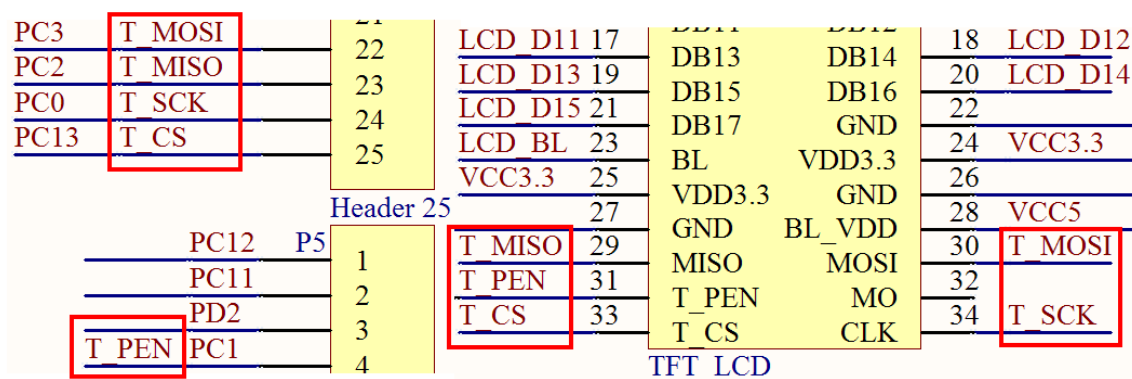 PC3 T_MOSI 22
PC2 T_MISO 23
PC0 T_SCK 24
PC13 T_CS 25
Header 25
PC12 P5 1
PC11 2
PD2 3
T_PEN PC1 4
LCD_D11 17 DB13 DB14 18 LCD_D12
LCD_D13 19 DB15 DB16 20 LCD_D14
LCD_D15 21 DB17 GND 22
LCD_BL 23 BL VDD3.3 24 VCC3.3
VCC3.3 25 VDD3.3 GND 26
27 GND BL_VDD 28 VCC5
T_MISO 29 MISO MOSI 30 T_MOSI
T_PEN 31 T_PEN MO 32
T_CS 33 T_CS CLK 34 T_SCK
TFT_LCD